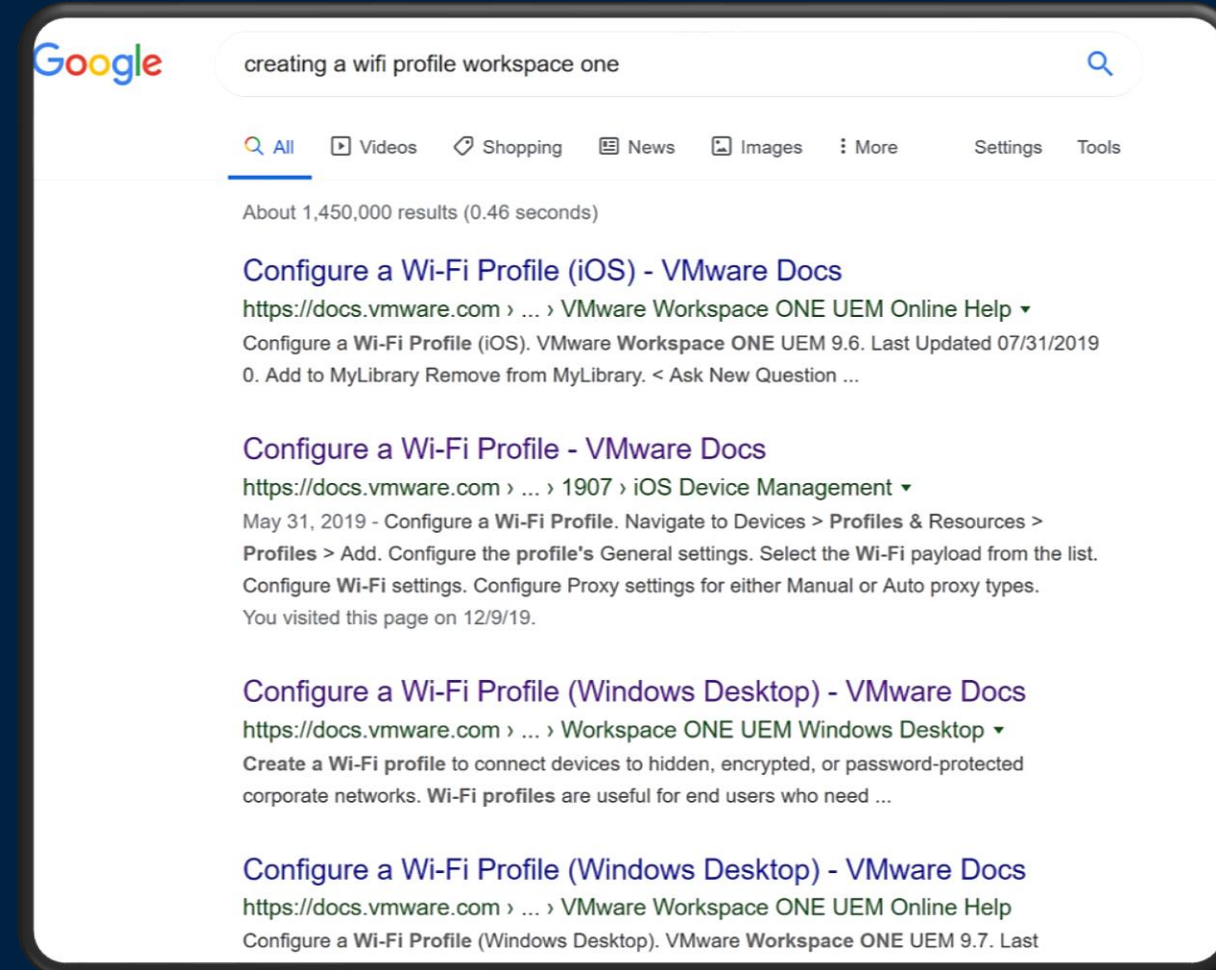 Google
creating a wifi profile workspace one
All Videos Shopping News Images More Settings Tools
About 1,450,000 results (0.46 seconds)
Configure a Wi-Fi Profile (iOS) - VMware Docs
https://docs.vmware.com › ... › VMware Workspace ONE UEM Online Help
Configure a Wi-Fi Profile (iOS). VMware Workspace ONE UEM 9.6. Last Updated 07/31/2019
0. Add to MyLibrary Remove from MyLibrary. < Ask New Question ...
Configure a Wi-Fi Profile - VMware Docs
https://docs.vmware.com › ... › 1907 › iOS Device Management
May 31, 2019 - Configure a Wi-Fi Profile. Navigate to Devices > Profiles & Resources >
Profiles > Add. Configure the profile's General settings. Select the Wi-Fi payload from the list.
Configure Wi-Fi settings. Configure Proxy settings for either Manual or Auto proxy types.
You visited this page on 12/9/19.
Configure a Wi-Fi Profile (Windows Desktop) - VMware Docs
https://docs.vmware.com › ... › Workspace ONE UEM Windows Desktop
Create a Wi-Fi profile to connect devices to hidden, encrypted, or password-protected
corporate networks. Wi-Fi profiles are useful for end users who need ...
Configure a Wi-Fi Profile (Windows Desktop) - VMware Docs
https://docs.vmware.com › ... › VMware Workspace ONE UEM Online Help
Configure a Wi-Fi Profile (Windows Desktop). VMware Workspace ONE UEM 9.7. Last